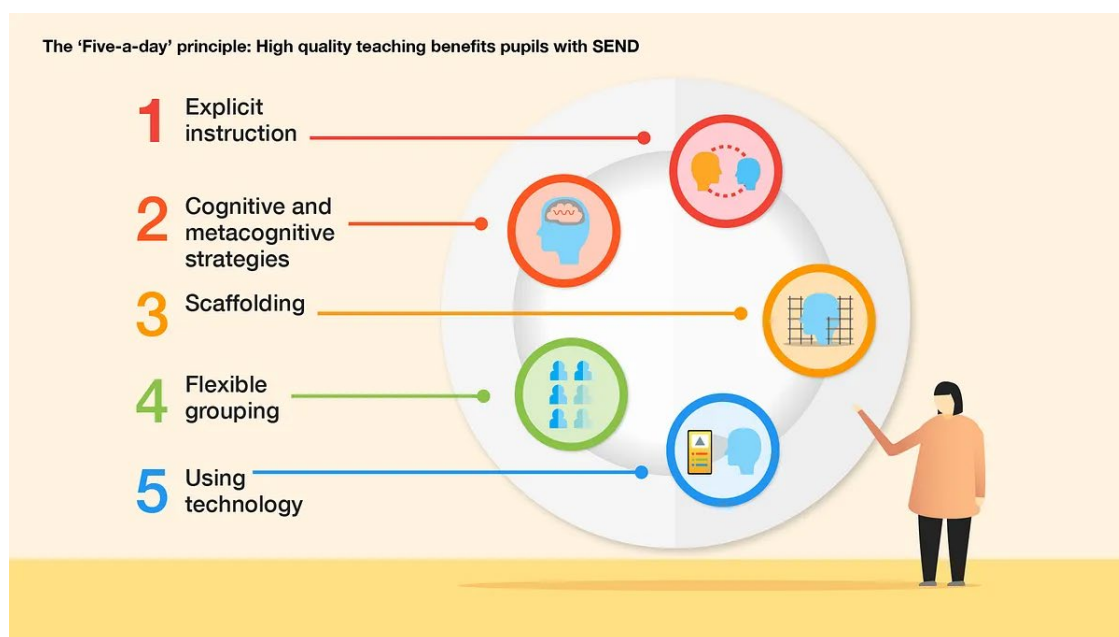 The ‘Five-a-day’ principle: High quality teaching benefits pupils with SEND
1
Explicit
instruction
2
Cognitive and
metacognitive
strategies
3
Scaffolding
4
Flexible
grouping
5
Using
technology